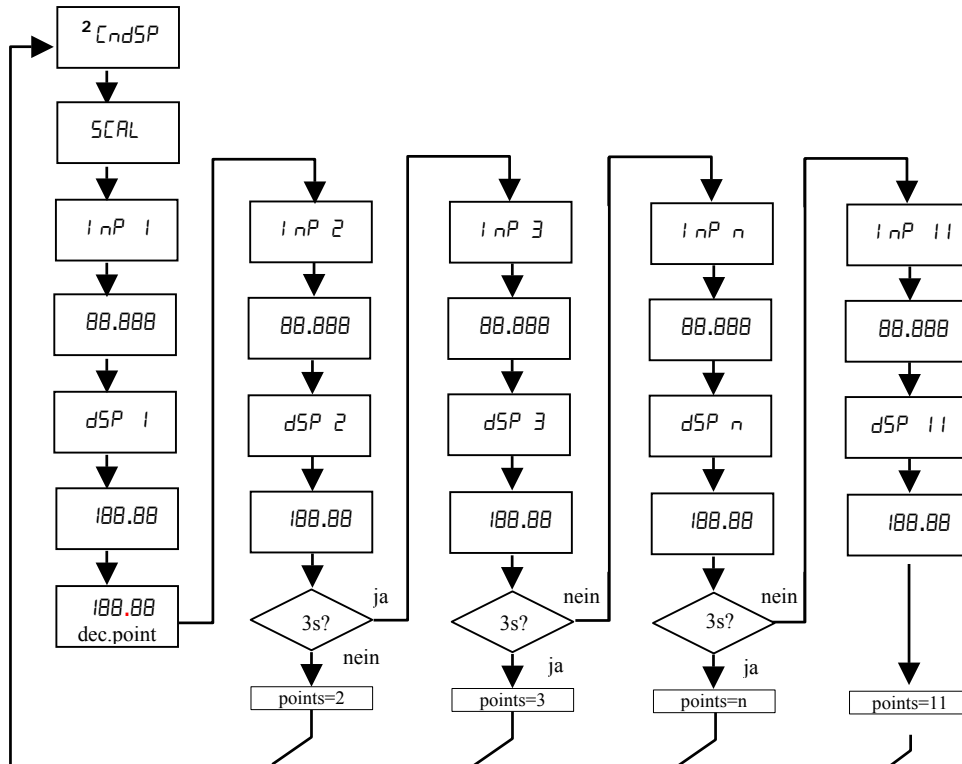 ² CndSP
SCAL
InP 1
88.888
dSP 1
188.88
188.88
dec.point
InP 2
88.888
dSP 2
188.88
3s?
ja
nein
points=2
InP 3
88.888
dSP 3
188.88
3s?
nein
ja
points=3
InP n
88.888
dSP n
188.88
3s?
nein
ja
points=n
InP 11
88.888
dSP 11
188.88
points=11